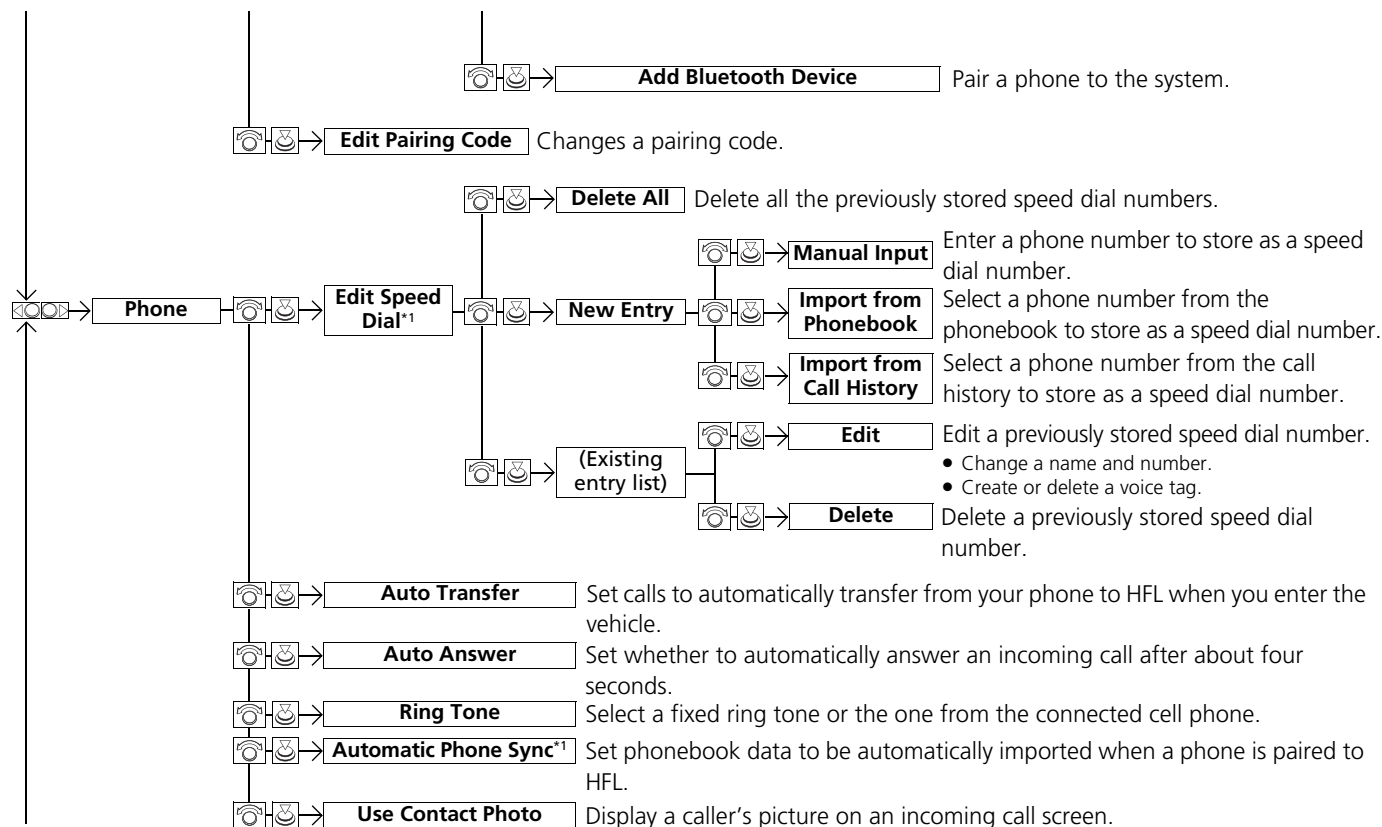 Add Bluetooth Device
Pair a phone to the system.
Edit Pairing Code
Changes a pairing code.
Delete All
Delete all the previously stored speed dial numbers.
Manual Input
Enter a phone number to store as a speed
dial number.
Phone
Edit Speed
Dial*1
New Entry
Import from
Phonebook
Select a phone number from the
phonebook to store as a speed dial number.
Import from
Call History
Select a phone number from the call
history to store as a speed dial number.
(Existing
entry list)
Edit
Edit a previously stored speed dial number.
● Change a name and number.
● Create or delete a voice tag.
Delete
Delete a previously stored speed dial
number.
Auto Transfer
Set calls to automatically transfer from your phone to HFL when you enter the
vehicle.
Auto Answer
Set whether to automatically answer an incoming call after about four
seconds.
Ring Tone
Select a fixed ring tone or the one from the connected cell phone.
Automatic Phone Sync*1
Set phonebook data to be automatically imported when a phone is paired to
HFL.
Use Contact Photo
Display a caller's picture on an incoming call screen.